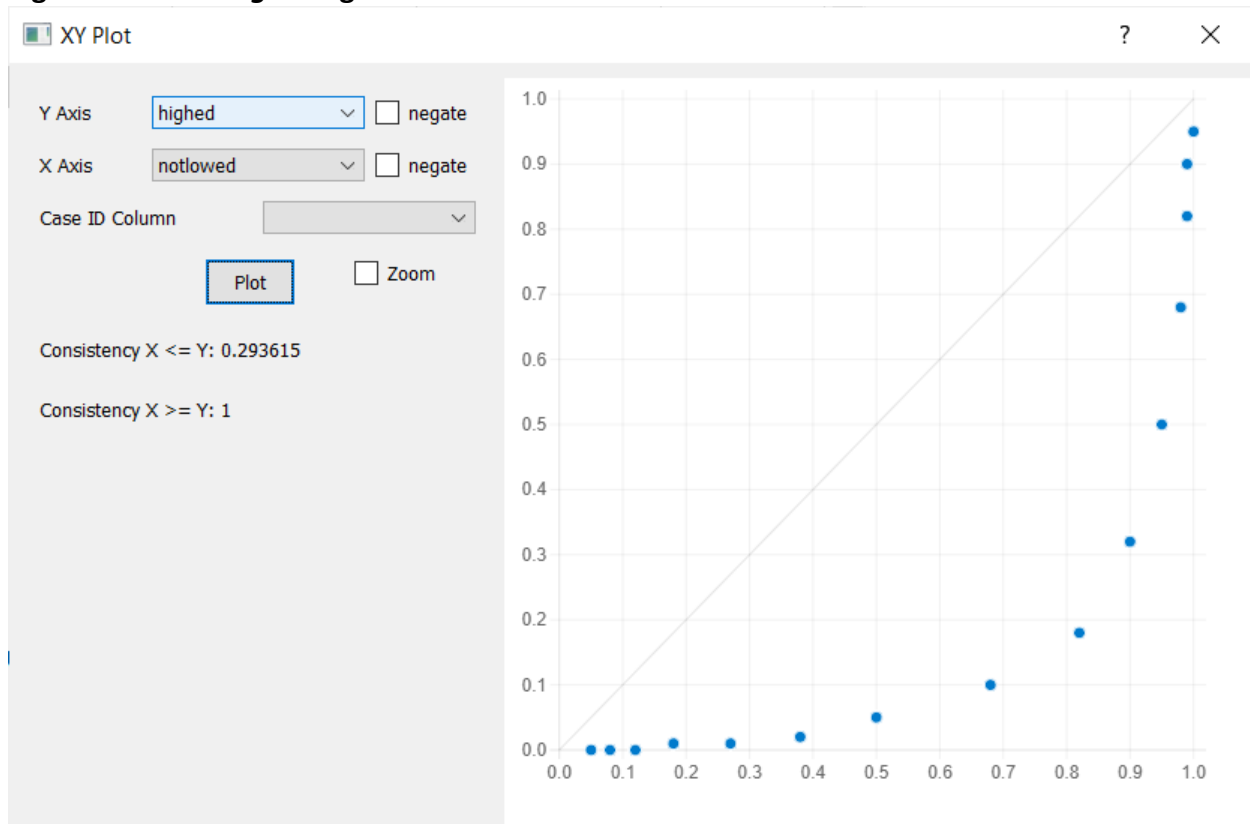 XY Plot ?
Y Axis highed negate
X Axis notlowed negate
Case ID Column
Plot Zoom
Consistency X <= Y: 0.293615
Consistency X >= Y: 1
1.0
0.9
0.8
0.7
0.6
0.5
0.4
0.3
0.2
0.1
0.0
0.0 0.1 0.2 0.3 0.4 0.5 0.6 0.7 0.8 0.9 1.0